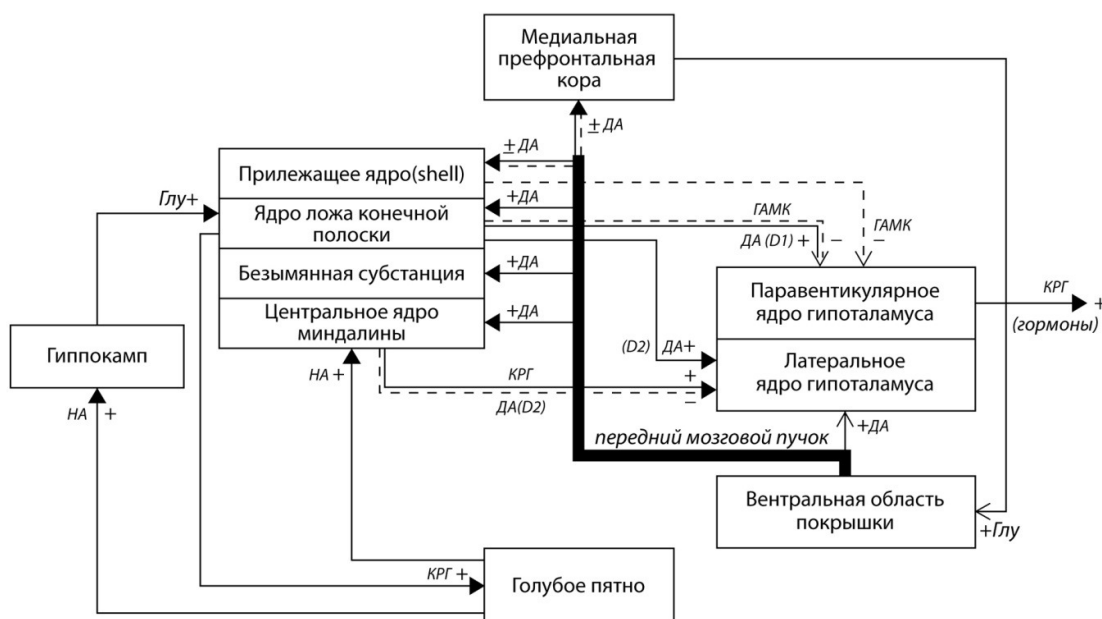 Медиальная
префронтальная
кора
± ДА
± ДА
Прилежащее ядро(shell)
+ДА
Глу+
Ядро ложа конечной
полоски
ГАМК
ДА (D1) +
−
ГАМК
−
Безымянная субстанция
+ДА
Паравентикулярное
ядро гипоталамуса
КРГ
+
(гормоны)
Центральное ядро
миндалины
+ДА
Гиппокамп
(D2) ДА+
Латеральное
ядро гипоталамуса
НА +
КРГ
+
ДА(D2)
−
НА +
+ДА
передний мозговой пучок
Вентральная область
покрышки
+Глу
КРГ +
Голубое пятно